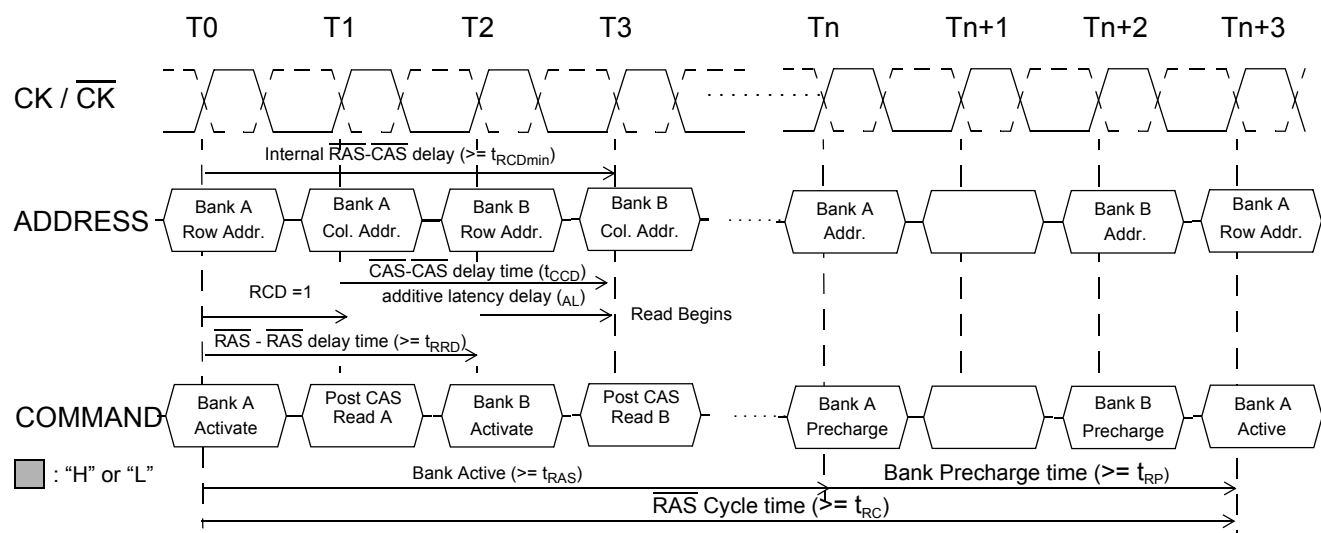 T0 T1 T2 T3 Tn Tn+1 Tn+2 Tn+3
CK / CK
Internal RAS-CAS delay (>= tRCDmin)
ADDRESS
Bank A
Row Addr.
Bank A
Col. Addr.
Bank B
Row Addr.
Bank B
Col. Addr.
Bank A
Addr.
Bank B
Addr.
Bank A
Row Addr.
CAS-CAS delay time (tCCD)
RCD =1
additive latency delay (AL)
Read Begins
RAS - RAS delay time (>= tRRD)
COMMAND
Bank A
Activate
Post CAS
Read A
Bank B
Activate
Post CAS
Read B
Bank A
Precharge
Bank B
Precharge
Bank A
Active
: “H” or “L”
Bank Active (>= tRAS)
Bank Precharge time (>= tRP)
RAS Cycle time (>= tRC)